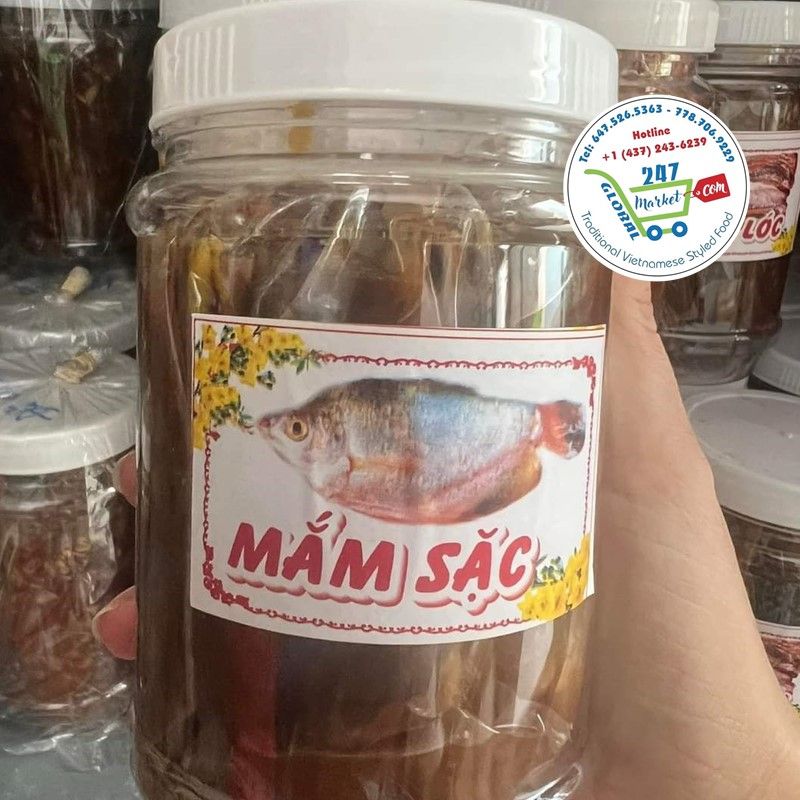 Tel: 647.526.5363 - 778.706.9229
Hotline
+1 (437) 243-6239
247
Market
.com
GLOBAL
Traditional Vietnamese Styled Food
LÓC
MẮM SẶC